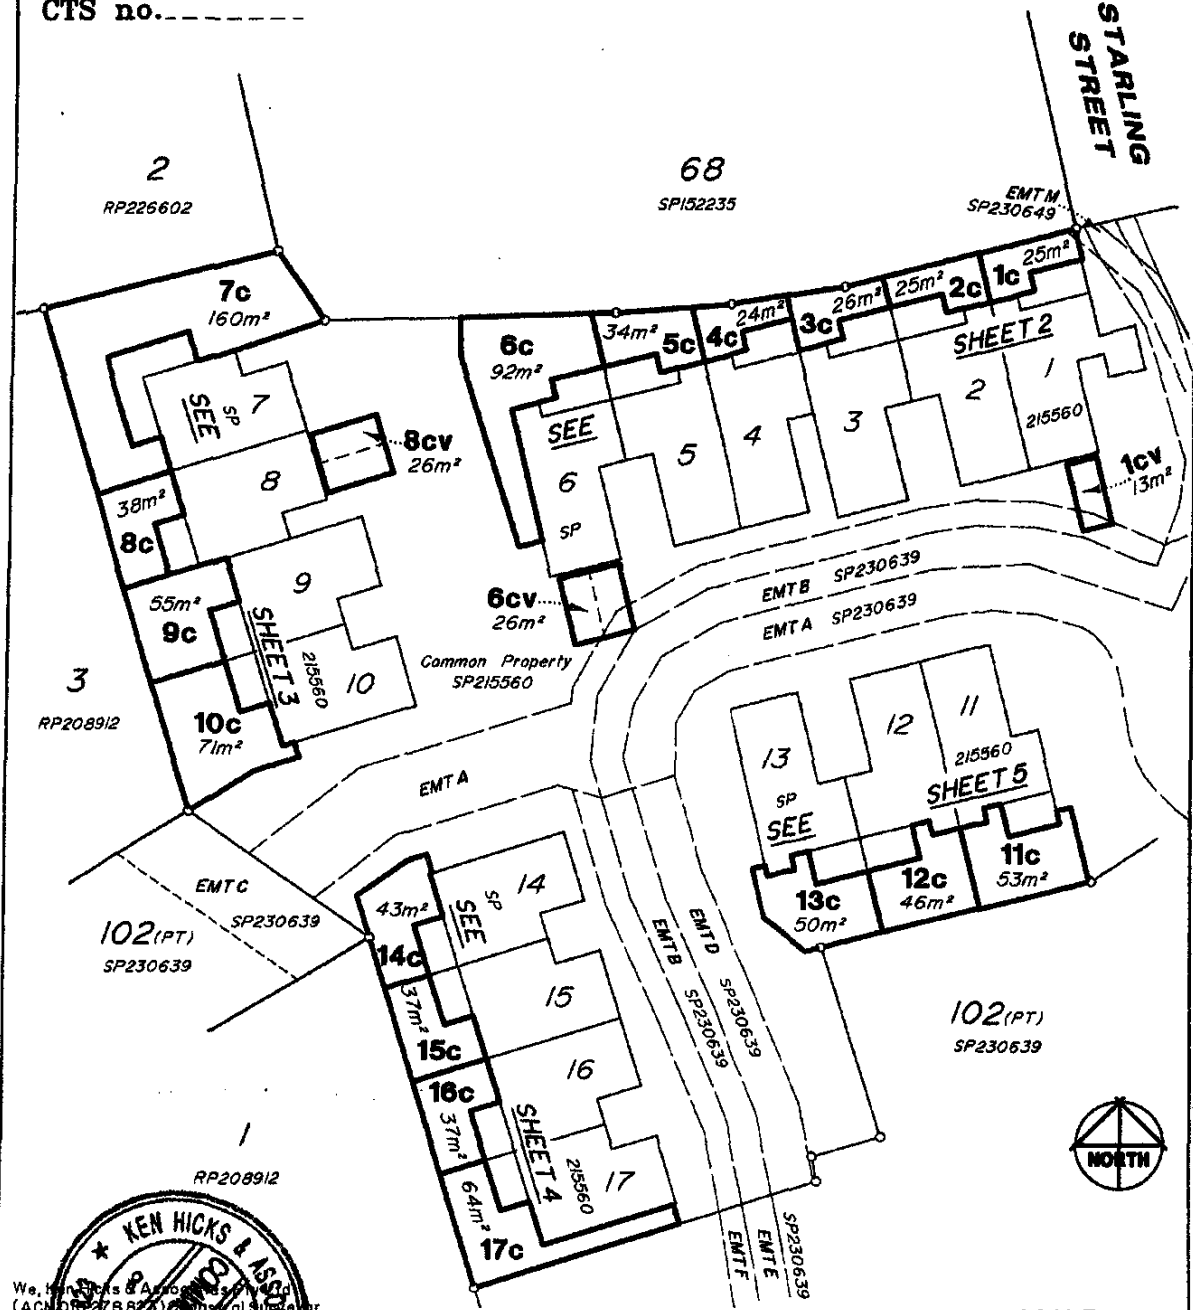 CTS no.
STARLING
STREET
2
RP226602
68
SP152235
EMT M
SP230649
7c
160m²
6c
92m²
34m²
5c
4c
24m²
3c
26m²
25m²
2c
1c
25m²
SHEET 2
SEE
SP
7
8cv
26m²
SEE
6
SP
5
4
3
2
1
215560
1cv
13m²
38m²
8c
8
55m²
9c
9
SHEET 3
215560
10
10c
71m²
3
RP208912
6cv
26m²
Common Property
SP215560
EMT B SP230639
EMT A SP230639
EMT A
13
SP
SEE
12
11
215560
SHEET 5
13c
50m²
12c
46m²
11c
53m²
EMT C
SP230639
102(PT)
SP230639
43m²
14c
SEE
SP
14
37m²
15c
15
16c
37m²
16
SHEET 4
215560
17
64m²
17c
EMT B
SP230639
EMT D
SP230639
EMT F
EMT E
SP230639
102(PT)
SP230639
NORTH
1
RP208912
★ KEN HICKS & ASSO
COMM
We,